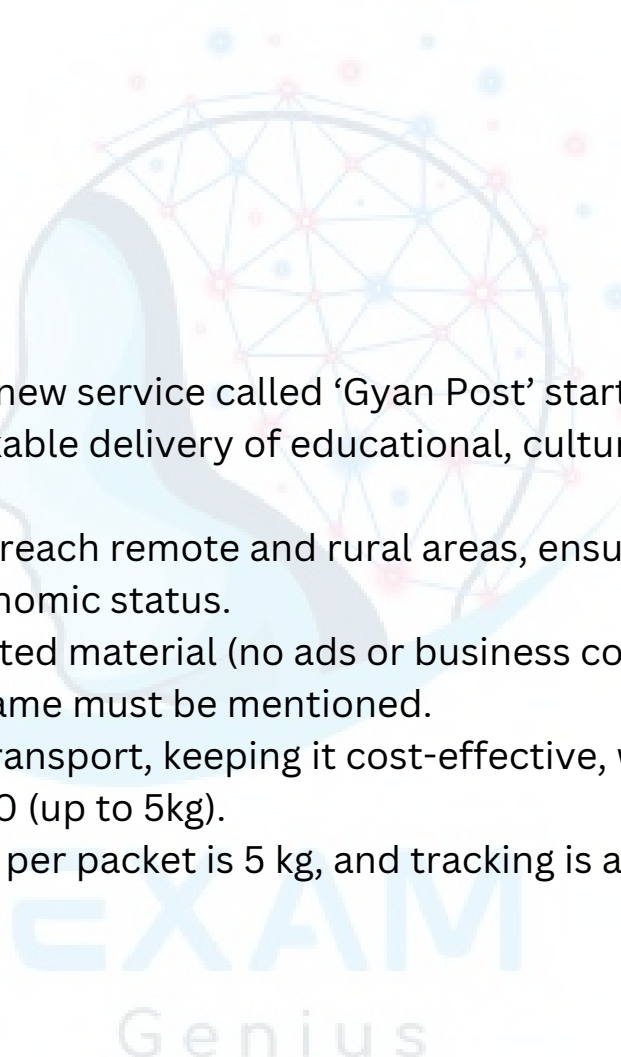 new service called ‘Gyan Post’ start
able delivery of educational, cultur
reach remote and rural areas, ensu
nomic status.
ted material (no ads or business co
ame must be mentioned.
ransport, keeping it cost-effective,
0 (up to 5kg).
per packet is 5 kg, and tracking is a
EXAM
Genius